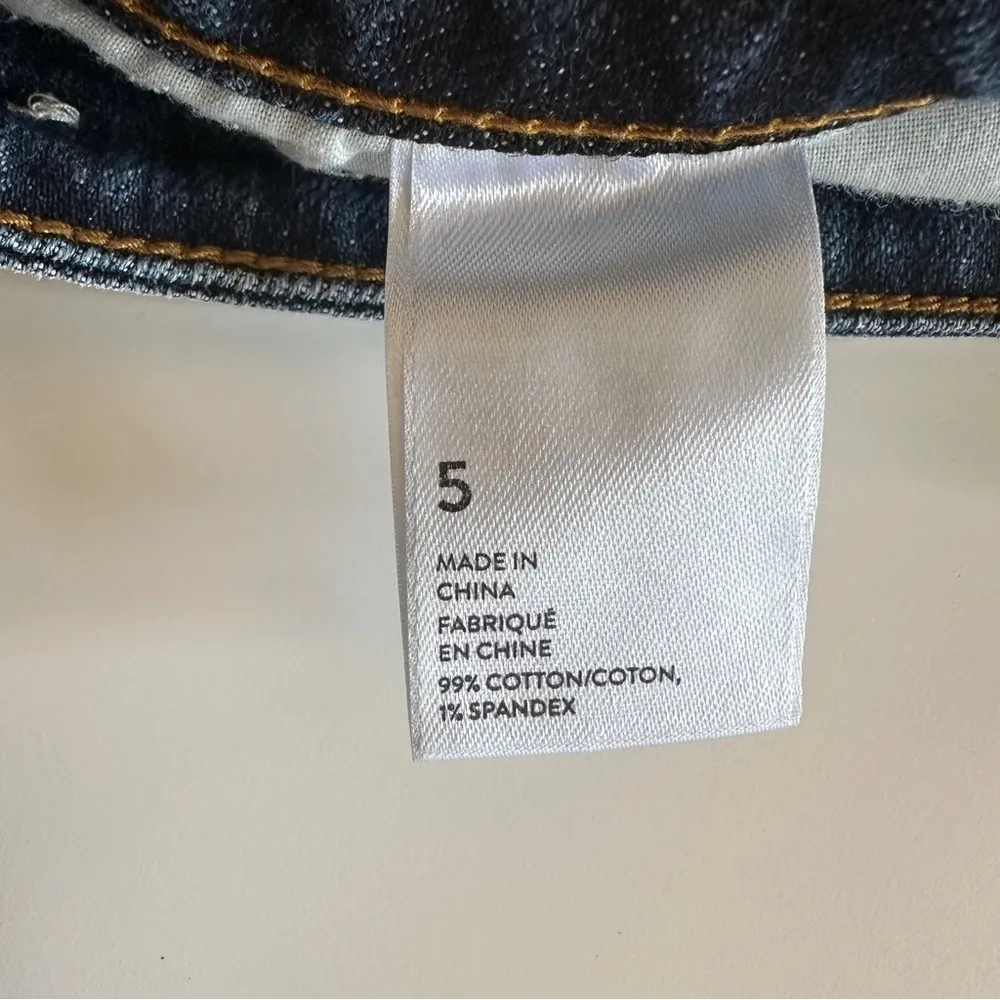 5
MADE IN
CHINA
FABRIQUÉ
EN CHINE
99% COTTON/COTON,
1% SPANDEX